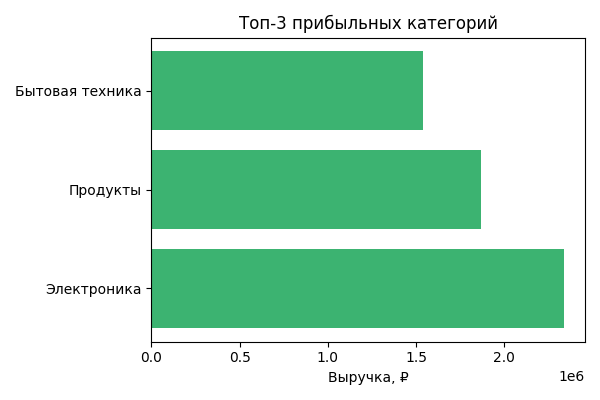 Топ-3 прибыльных категорий
Бытовая техника
Продукты
Электроника
0.0 0.5 1.0 1.5 2.0
1e6
Выручка, ₽